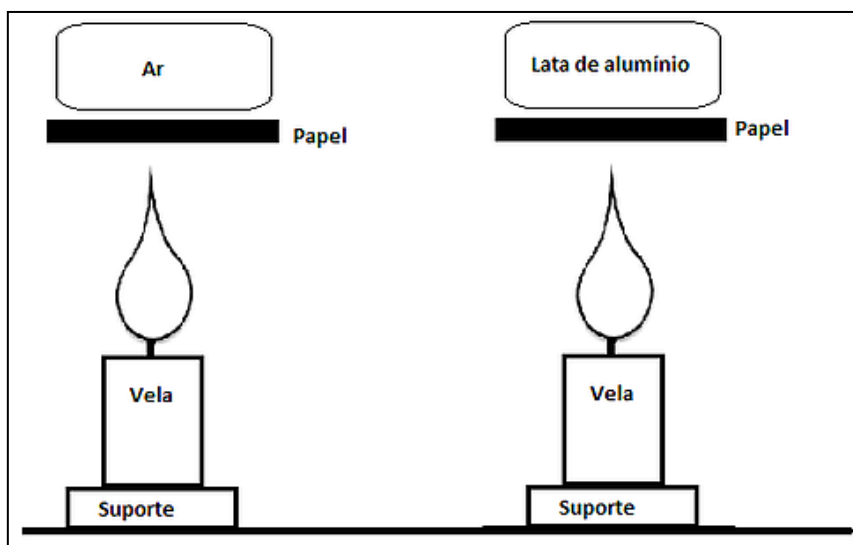 Ar
Papel
Vela
Suporte
Lata de alumínio
Papel
Vela
Suporte